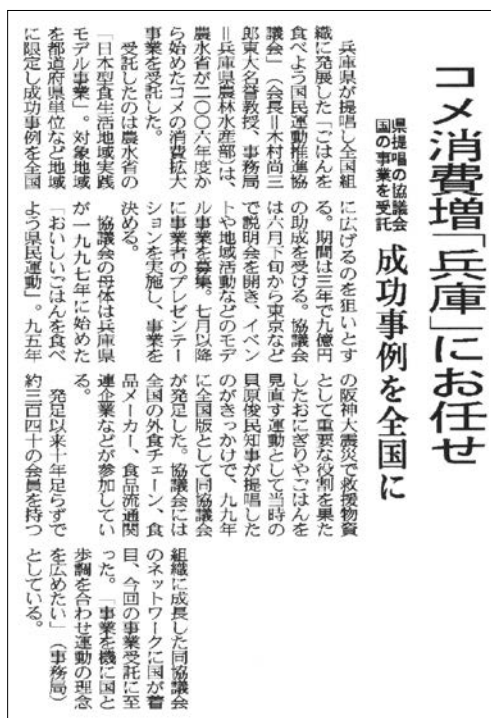 コメ消費増「兵庫」にお任せ
県提唱の協議会
国の事業を受託
成功事例を全国に
兵庫県が提唱し全国組
織に発展した「ごはんを
食べよう国民運動推進協
議会」(会長=木村尚三
郎東大名誉教授、事務局
=兵庫県農林水産部)は、
農水省が二〇〇六年度か
ら始めたコメの消費拡大
事業を受託した。
受託したのは農水省の
「日本型食生活地域実践
モデル事業」。対象地域
を都道府県単位など地域
に限定し成功事例を全国
に広げるのを狙いとす
る。期間は三年で九億円
の助成を受ける。協議会
は六月下旬から東京など
で説明会を開き、イベン
トや地域活動などのモデ
ル事業を募集。七月以降
に事業者のプレゼンテー
ションを実施し、事業を
決める。
協議会の母体は兵庫県
が一九九七年に始めた
「おいしいごはんを食べ
よう県民運動」。九五年
の阪神大震災で救援物資
として重要な役割を果た
したおにぎりやごはんを
見直す運動として当時の
貝原俊民知事が提唱した
のがきっかけで、九九年
に全国版として同協議会
が発足した。協議会には
全国の外食チェーン、食
品メーカー、食品流通関
連企業などが参加してい
る。
発足以来十年足らずで
約三百四十の会員を持つ
組織に成長した同協議会
のネットワークに国が着
目、今回の事業受託に至
った。「事業を機に国と
歩調を合わせ運動の理念
を広めたい」(事務局)
としている。